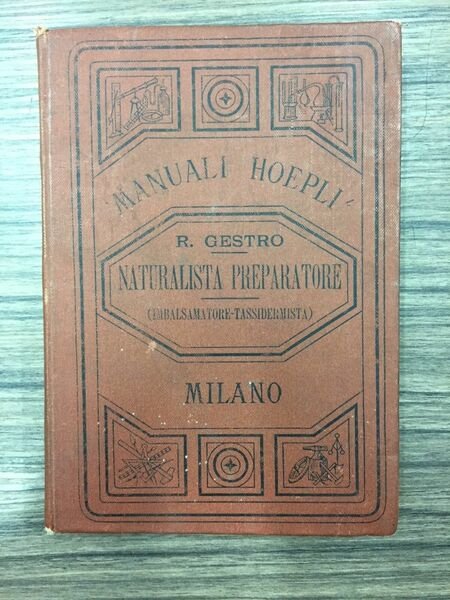 MANUALI HOEPLI
R. GESTRO
NATURALISTA PREPARATORE
(IMBALSAMATORE-TASSIDERMISTA)
MILANO